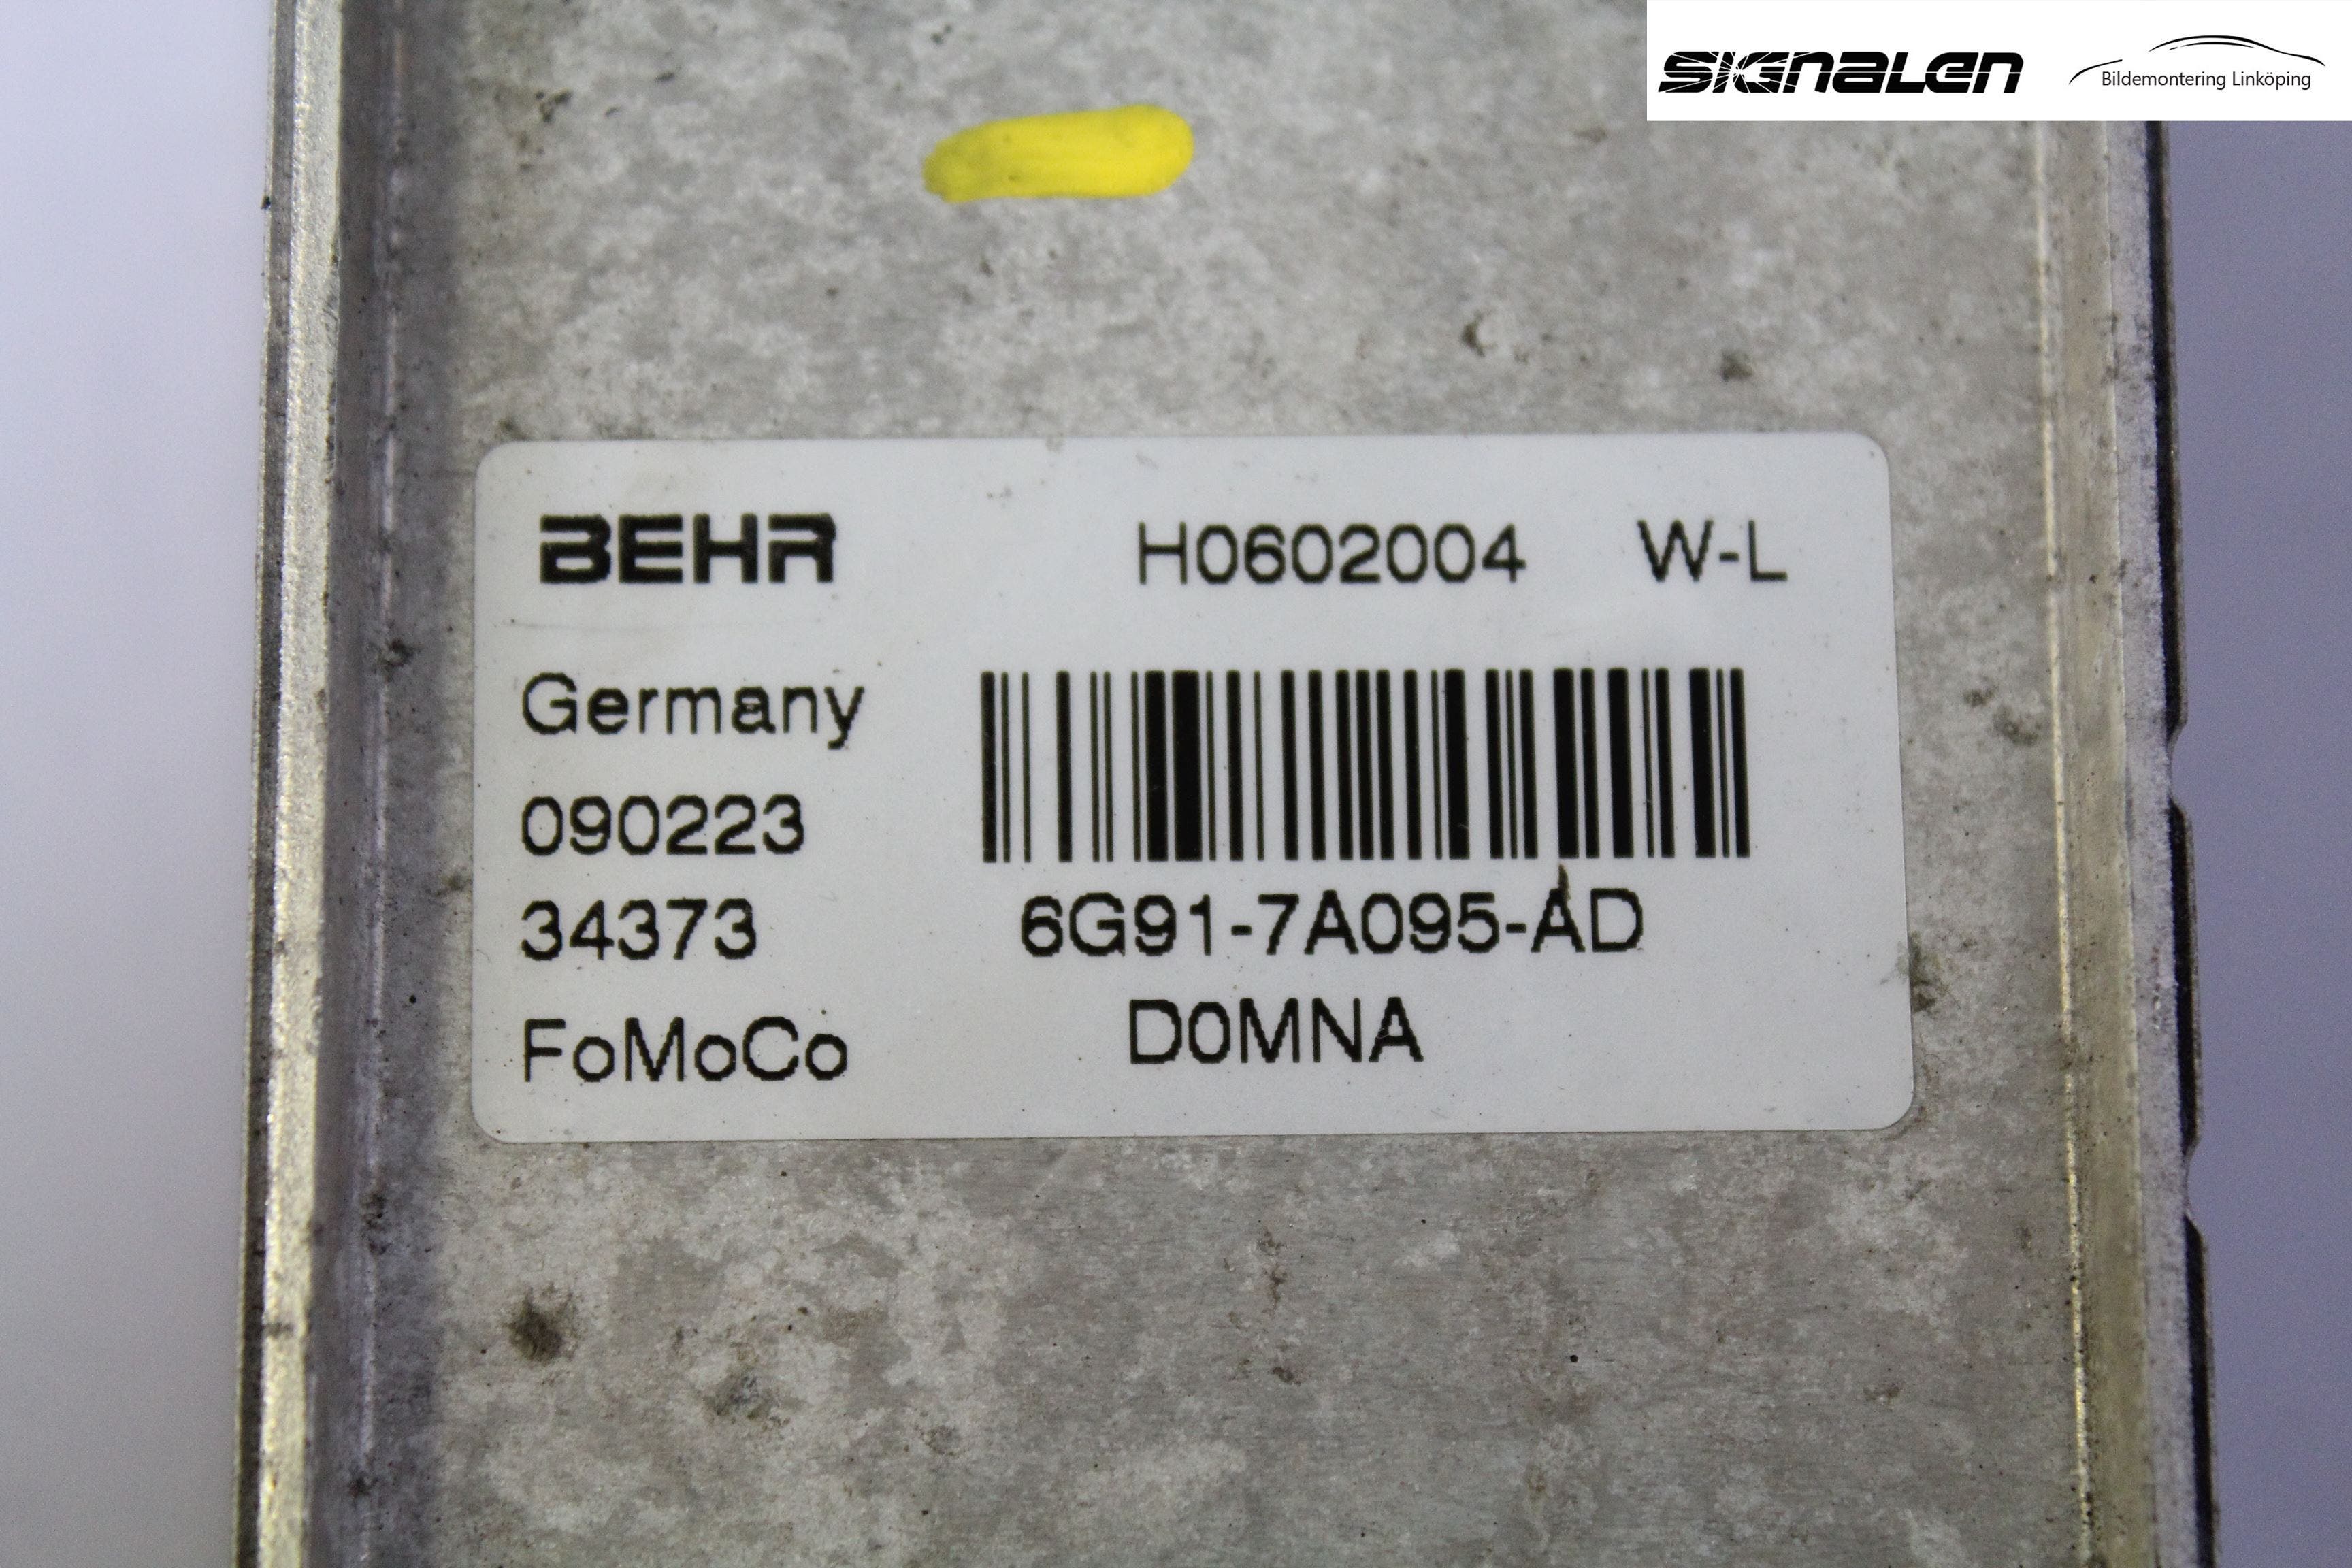 SIGNALEN
Bildemontering Linköping
BEHR H0602004 W-L
Germany
090223
34373 6G91-7A095-AD
FoMoCo D0MNA